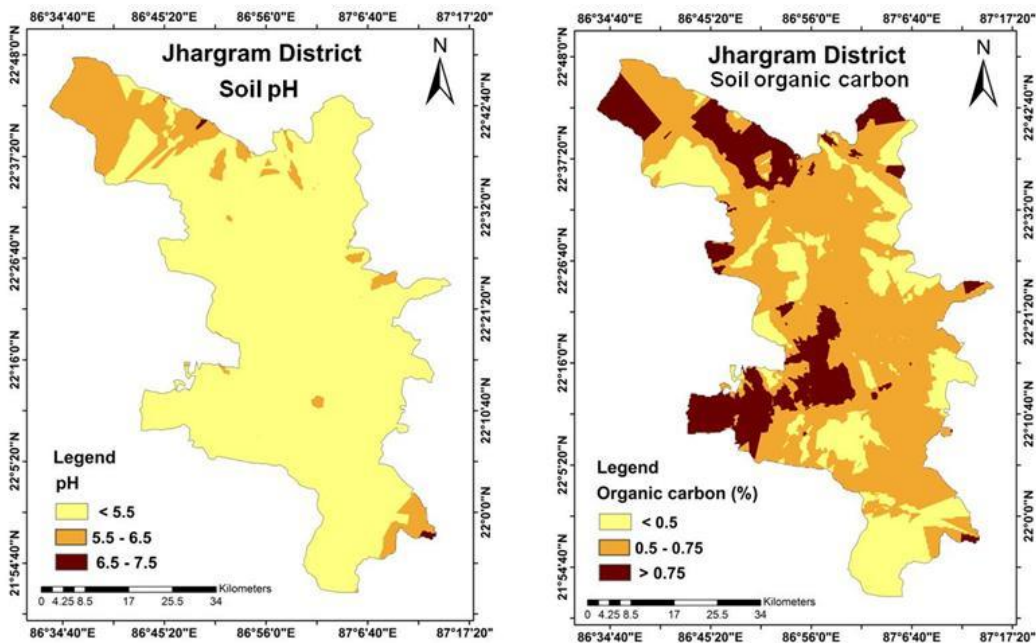 86°34'40"E 86°45'20"E 86°56'0"E 87°6'40"E 87°17'20"E
Jhargram District
Soil pH
N
22°48'0"N
22°42'40"N
22°37'20"N
22°32'0"N
22°26'40"N
22°21'20"N
22°16'0"N
22°10'40"N
22°5'20"N
22°0'0"N
21°54'40"N
Legend
pH
< 5.5
5.5 - 6.5
6.5 - 7.5
Kilometers
0 4.25 8.5 17 25.5 34
86°34'40"E 86°45'20"E 86°56'0"E 87°6'40"E 87°17'20"E
86°34'40"E 86°45'20"E 86°56'0"E 87°6'40"E 87°17'20"E
Jhargram District
Soil organic carbon
N
22°48'0"N
22°42'40"N
22°37'20"N
22°32'0"N
22°26'40"N
22°21'20"N
22°16'0"N
22°10'40"N
22°5'20"N
22°0'0"N
21°54'40"N
Legend
Organic carbon (%)
< 0.5
0.5 - 0.75
> 0.75
Kilometers
0 4.25 8.5 17 25.5 34
86°34'40"E 86°45'20"E 86°56'0"E 87°6'40"E 87°17'20"E